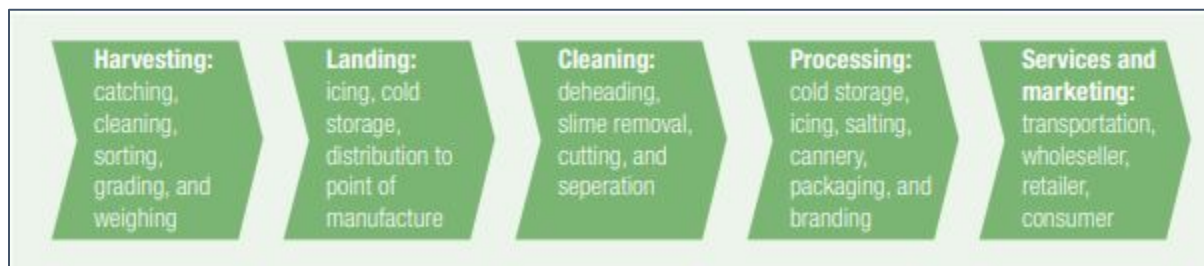 Harvesting:
catching,
cleaning,
sorting,
grading, and
weighing
Landing:
icing, cold
storage,
distribution to
point of
manufacture
Cleaning:
deheading,
slime removal,
cutting, and
seperation
Processing:
cold storage,
icing, salting,
cannery,
packaging, and
branding
Services and
marketing:
transportation,
wholeseller,
retailer,
consumer